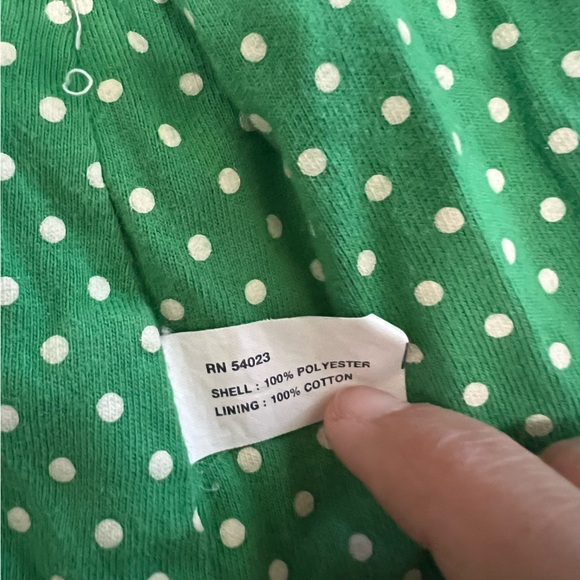 RN 54023
SHELL : 100% POLYESTER
LINING : 100% COTTON